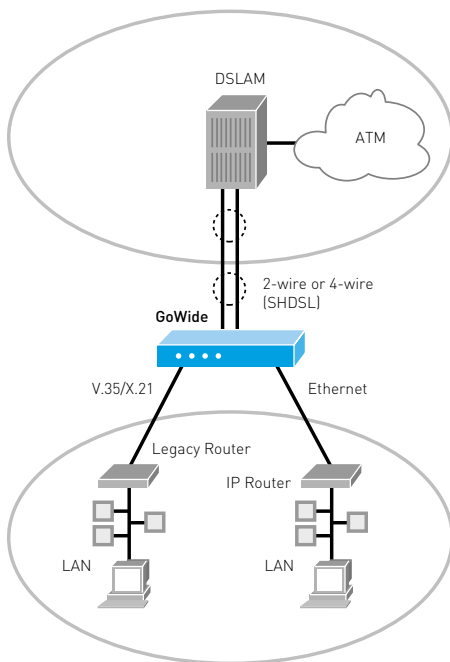 DSLAM
ATM
2-wire or 4-wire
(SHDSL)
GoWide
V.35/X.21
Ethernet
Legacy Router
IP Router
LAN
LAN